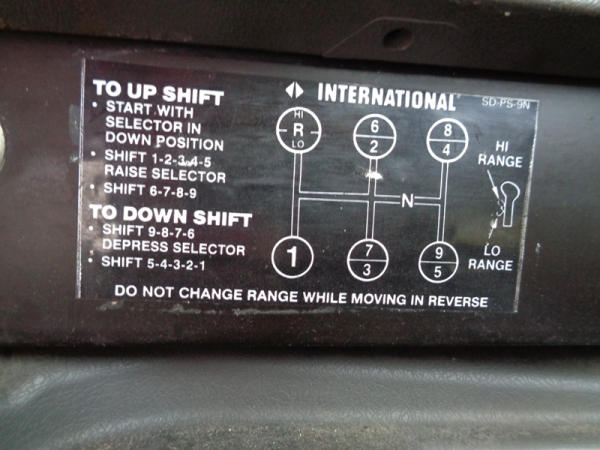 TO UP SHIFT
• START WITH
SELECTOR IN
DOWN POSITION
• SHIFT 1-2-3-4-5
RAISE SELECTOR
• SHIFT 6-7-8-9
TO DOWN SHIFT
• SHIFT 9-8-7-6
DEPRESS SELECTOR
• SHIFT 5-4-3-2-1
INTERNATIONAL
SD-PS-9N
HI
R
LO
6
2
8
4
HI
RANGE
N
1
7
3
9
5
LO
RANGE
DO NOT CHANGE RANGE WHILE MOVING IN REVERSE